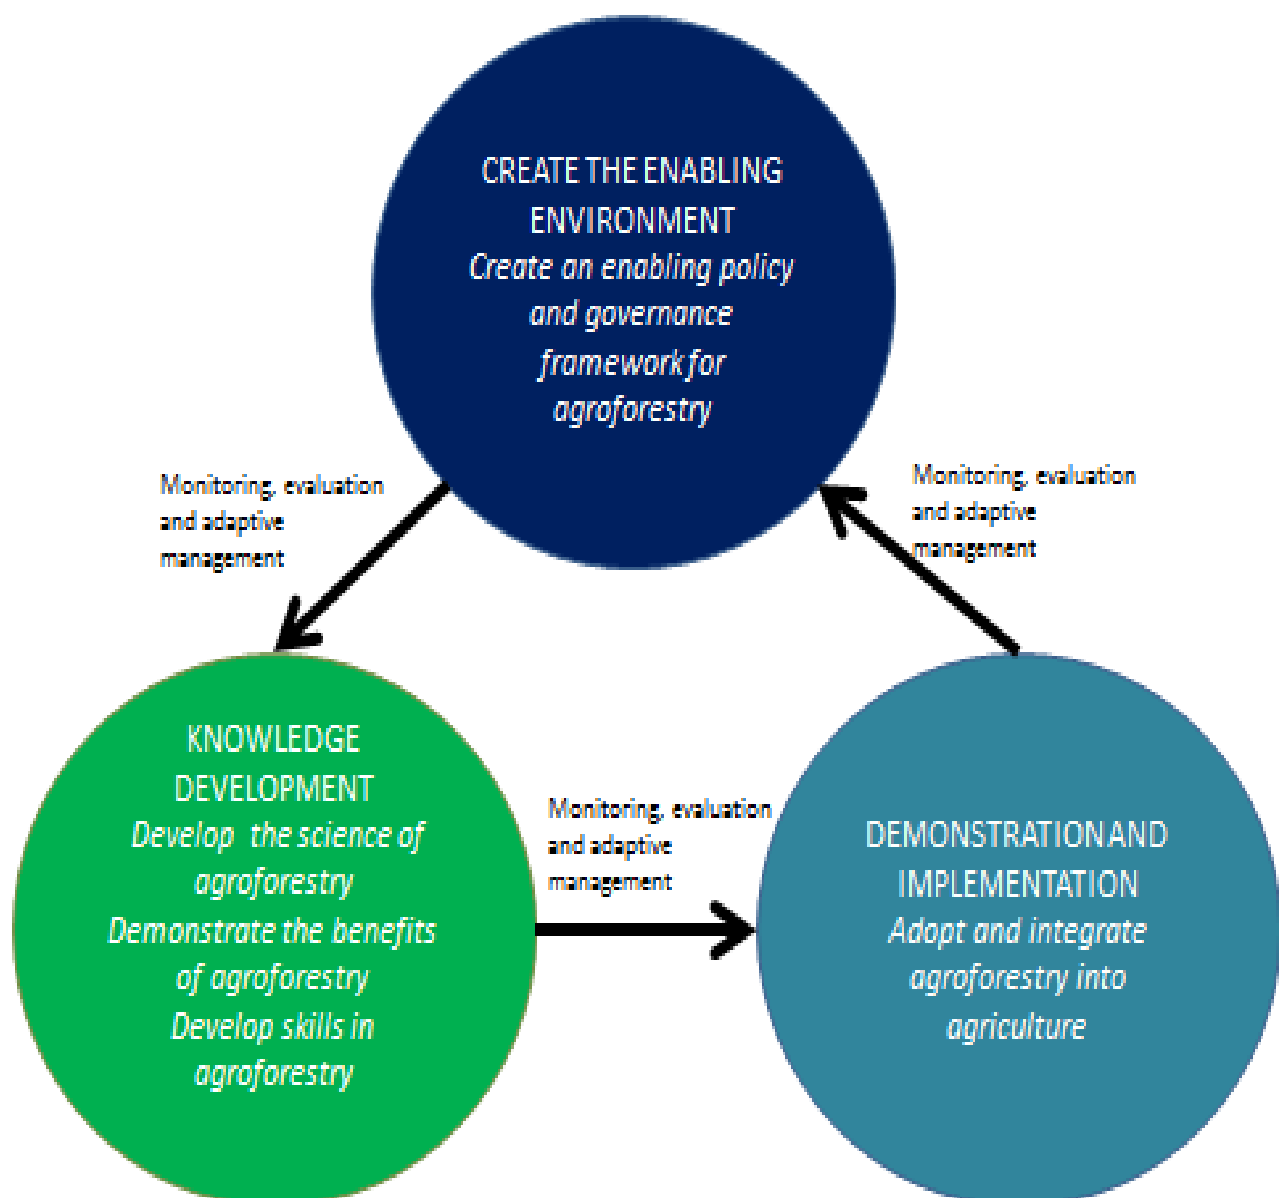 CREATE THE ENABLING
ENVIRONMENT
Create an enabling policy
and governance
framework for
agroforestry
Monitoring, evaluation
and adaptive
management
Monitoring, evaluation
and adaptive
management
KNOWLEDGE
DEVELOPMENT
Develop the science of
agroforestry
Demonstrate the benefits
of agroforestry
Develop skills in
agroforestry
Monitoring, evaluation
and adaptive
management
DEMONSTRATION AND
IMPLEMENTATION
Adopt and integrate
agroforestry into
agriculture